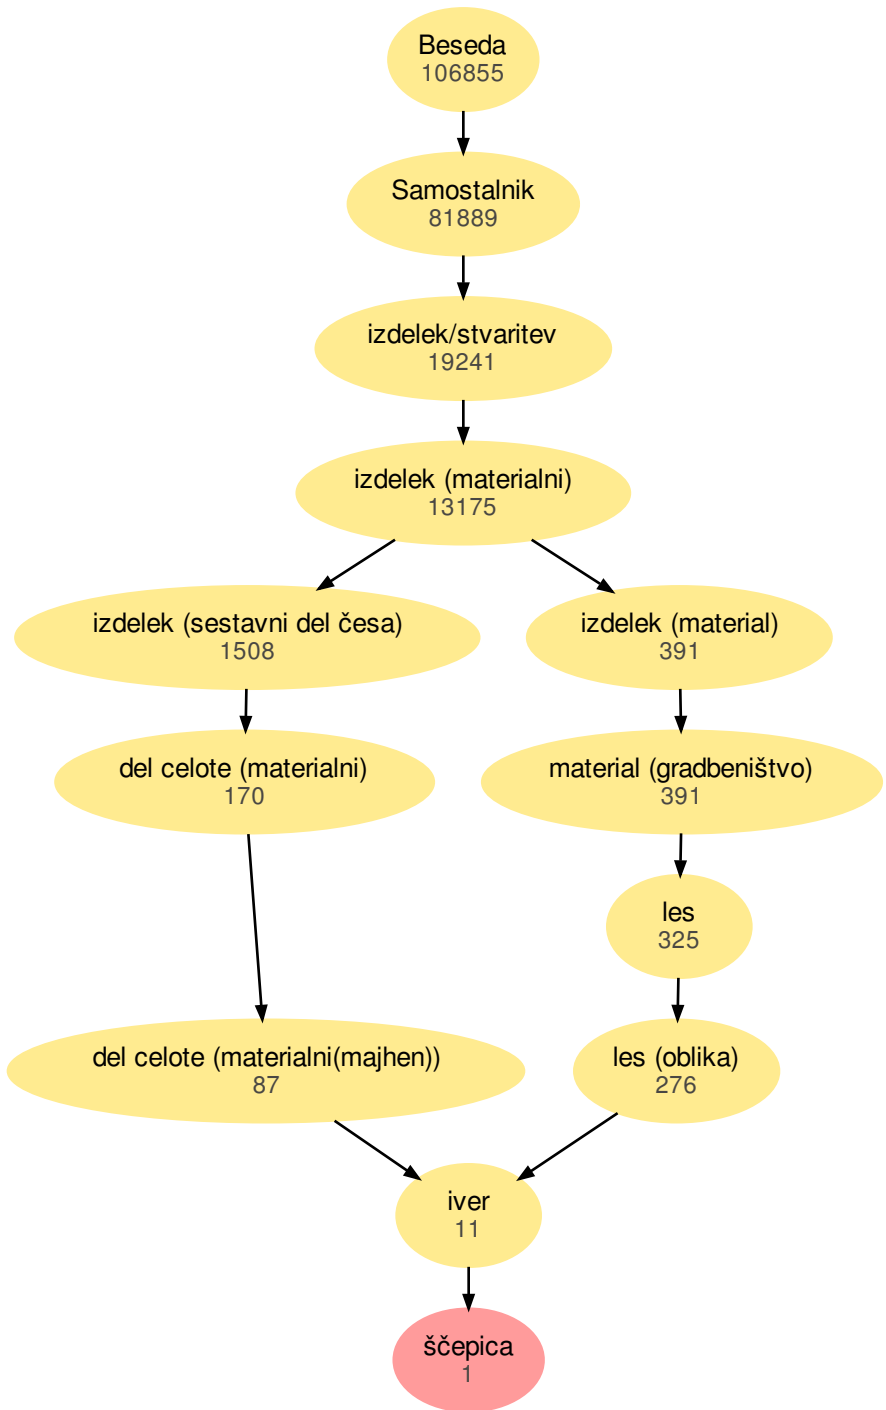 Beseda
106855
Samostalnik
81889
izdelek/stvaritev
19241
izdelek (materialni)
13175
izdelek (sestavni del česa)
1508
izdelek (material)
391
del celote (materialni)
170
material (gradbeništvo)
391
les
325
del celote (materialni(majhen))
87
les (oblika)
276
iver
11
ščepica
1